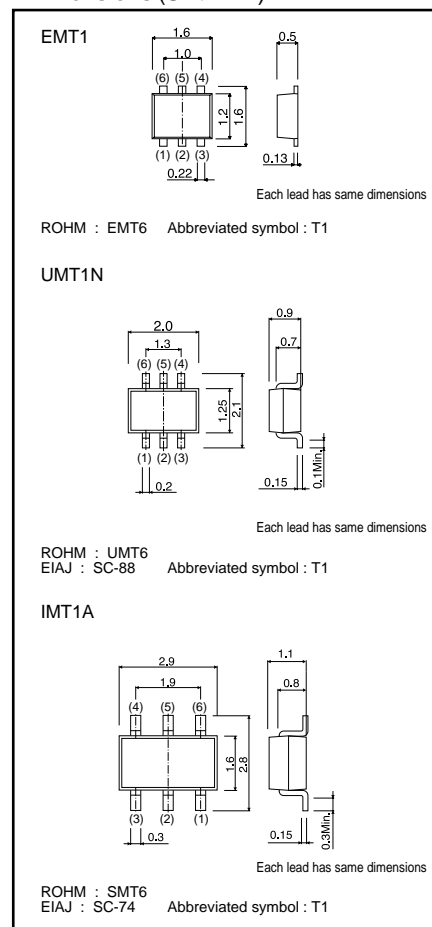 EMT1
1.6
1.0
0.5
(6) (5) (4)
1.2
1.6
(1) (2) (3)
0.22
0.13
Each lead has same dimensions
ROHM : EMT6 Abbreviated symbol : T1
UMT1N
2.0
1.3
0.9
0.7
(6) (5) (4)
1.25
2.1
(1) (2) (3)
0.2
0.15
0.1Min.
Each lead has same dimensions
ROHM : UMT6
EIAJ : SC-88 Abbreviated symbol : T1
IMT1A
2.9
1.9
1.1
0.8
(4) (5) (6)
1.6
2.8
(3) (2) (1)
0.3
0.15
0.3Min.
Each lead has same dimensions
ROHM : SMT6
EIAJ : SC-74 Abbreviated symbol : T1